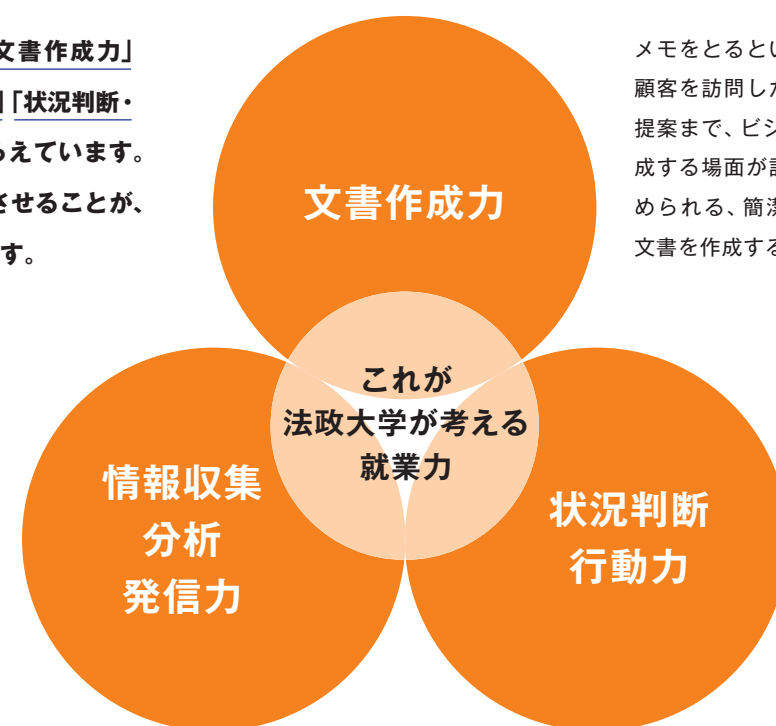 文書作成力」
「状況判断・
らえています。
させることが、
す。
メモをとるとい
顧客を訪問した
提案まで、ビジ
成する場面が
められる、簡潔
文書を作成する
文書作成力
これが
法政大学が考える
就業力
情報収集
分析
発信力
状況判断
行動力